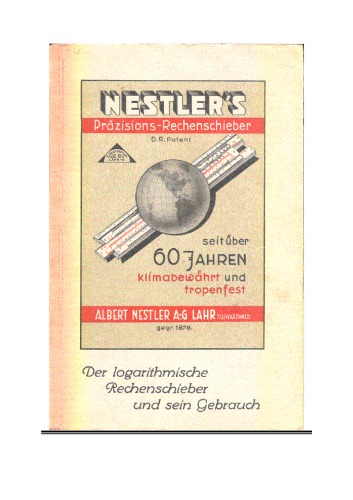 NESTLER'S
Präzisions-Rechenschieber
D.R. Patent
seit über
60 JAHREN
klimabewährt und
tropenfest
ALBERT NESTLER A·G LAHR SCHWARZWALD
gegr. 1878.
Der logarithmische
Rechenschieber
und sein Gebrauch